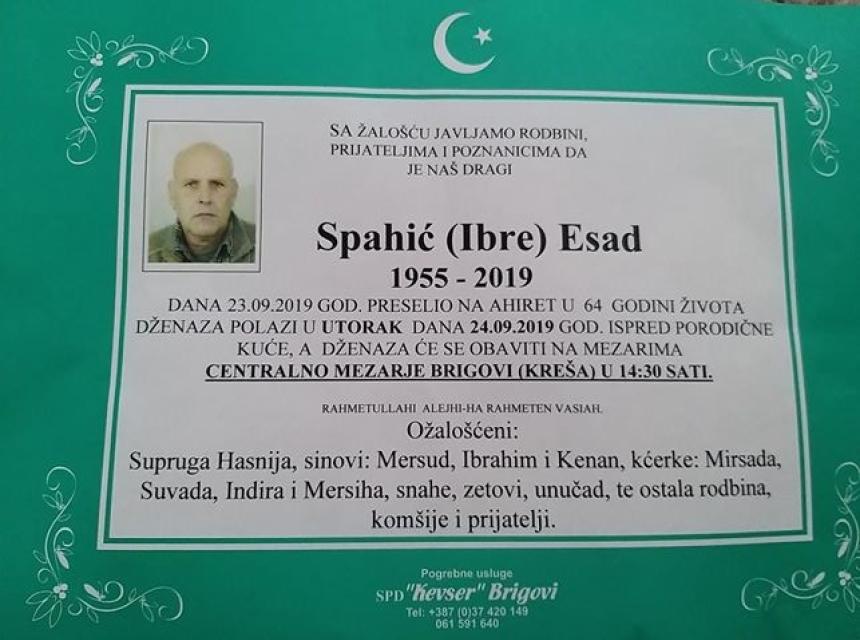 SA ŽALOŠĆU JAVLJAMO RODBINI,
PRIJATELJIMA I POZNANICIMA DA
JE NAŠ DRAGI
Spahić (Ibre) Esad
1955 - 2019
DANA 23.09.2019 GOD. PRESELIO NA AHIRET U 64 GODINI ŽIVOTA
DŽENAZA POLAZI U UTORAK DANA 24.09.2019 GOD. ISPRED PORODIČNE
KUĆE, A DŽENAZA ĆE SE OBAVITI NA MEZARIMA
CENTRALNO MEZARJE BRIGOVI (KREŠA) U 14:30 SATI.
RAHMETULLAHI ALEJHI-HA RAHMETEN VASIAH.
Ožalošćeni:
Supruga Hasnija, sinovi: Mersud, Ibrahim i Kenan, kćerke: Mirsada,
Suvada, Indira i Mersiha, snahe, zetovi, unučad, te ostala rodbina,
komšije i prijatelji.
Pogrebne usluge
SPD "Kevser" Brigovi
Tel: +387 (0)37 420 149
061 591 640